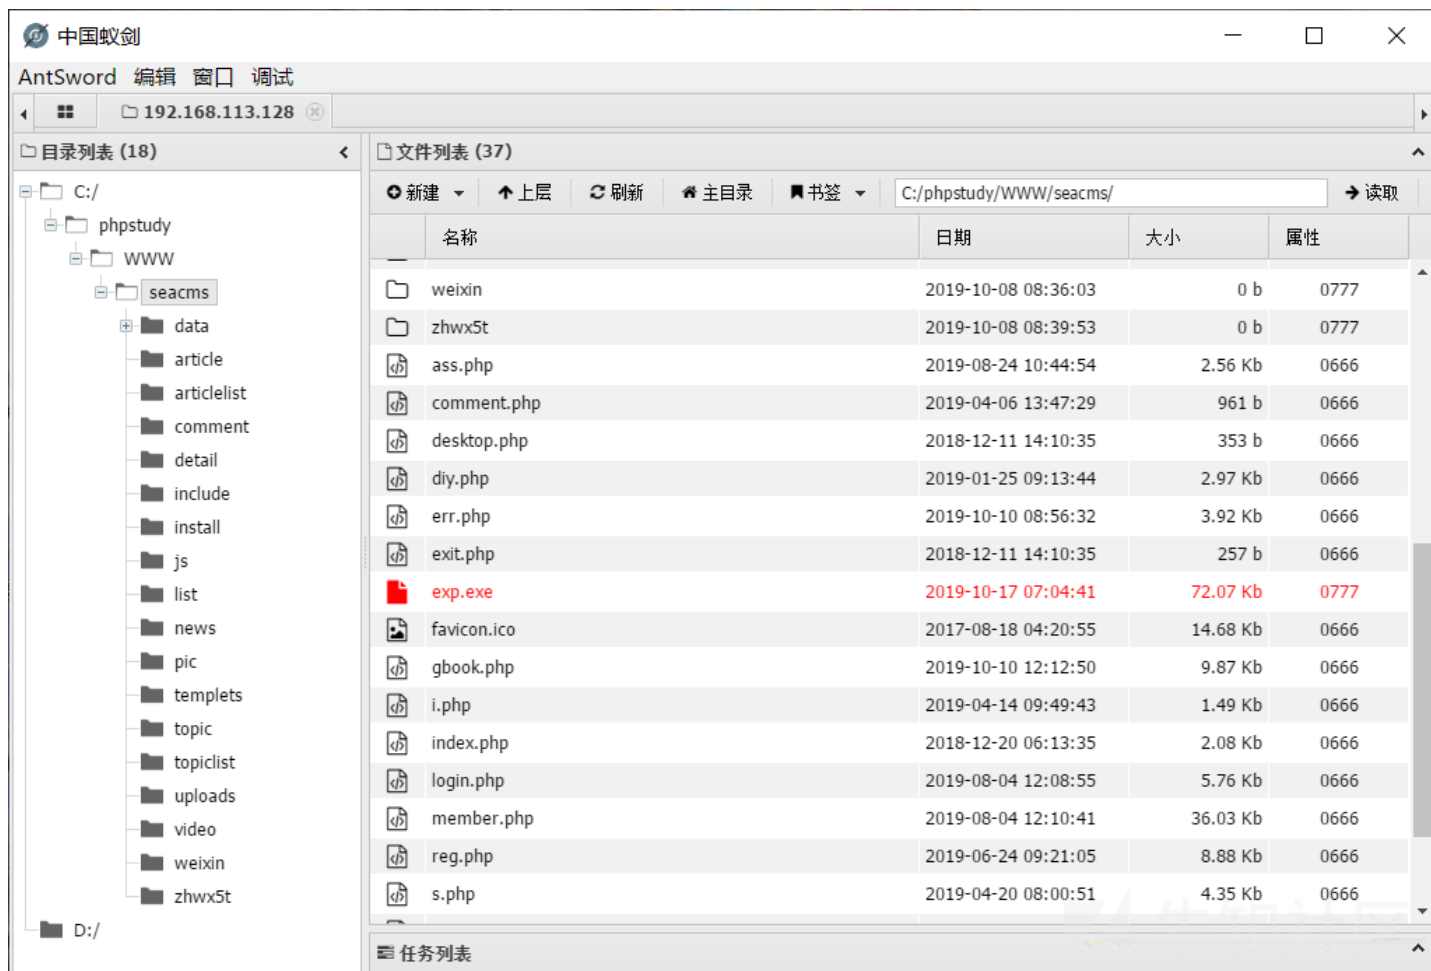 中国蚁剑
AntSword 编辑 窗口 调试
192.168.113.128
目录列表 (18)
C:/
phpstudy
WWW
seacms
data
article
articlelist
comment
detail
include
install
js
list
news
pic
templets
topic
topiclist
uploads
video
weixin
zhwx5t
D:/
文件列表 (37)
新建 上层 刷新 主目录 书签 C:/phpstudy/WWW/seacms/ 读取
名称 日期 大小 属性
weixin 2019-10-08 08:36:03 0 b 0777
zhwx5t 2019-10-08 08:39:53 0 b 0777
ass.php 2019-08-24 10:44:54 2.56 Kb 0666
comment.php 2019-04-06 13:47:29 961 b 0666
desktop.php 2018-12-11 14:10:35 353 b 0666
diy.php 2019-01-25 09:13:44 2.97 Kb 0666
err.php 2019-10-10 08:56:32 3.92 Kb 0666
exit.php 2018-12-11 14:10:35 257 b 0666
exp.exe 2019-10-17 07:04:41 72.07 Kb 0777
favicon.ico 2017-08-18 04:20:55 14.68 Kb 0666
gbook.php 2019-10-10 12:12:50 9.87 Kb 0666
i.php 2019-04-14 09:49:43 1.49 Kb 0666
index.php 2018-12-20 06:13:35 2.08 Kb 0666
login.php 2019-08-04 12:08:55 5.76 Kb 0666
member.php 2019-08-04 12:10:41 36.03 Kb 0666
reg.php 2019-06-24 09:21:05 8.88 Kb 0666
s.php 2019-04-20 08:00:51 4.35 Kb 0666
任务列表